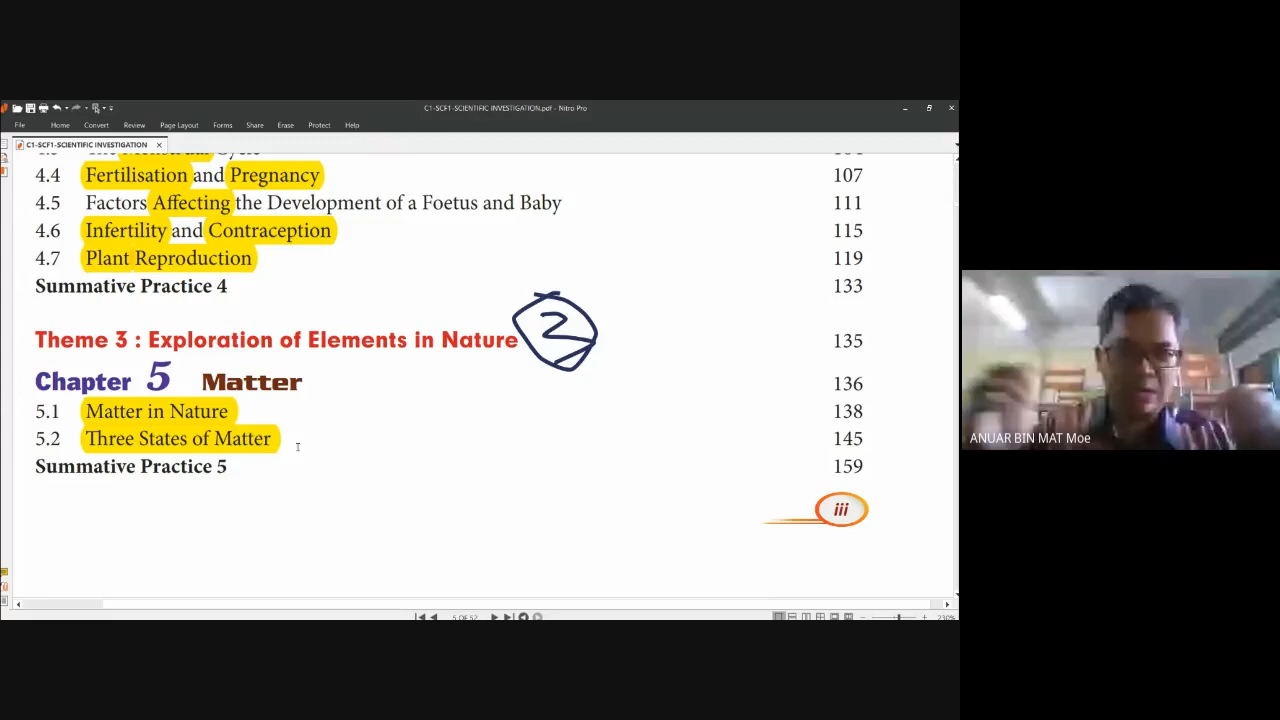 C1-SCF1-SCIENTIFIC INVESTIGATION.pdf - Nitro Pro
File Home Convert Review Page Layout Forms Share Erase Protect Help
C1-SCF1-SCIENTIFIC INVESTIGATION
4.4 Fertilisation and Pregnancy 107
4.5 Factors Affecting the Development of a Foetus and Baby 111
4.6 Infertility and Contraception 115
4.7 Plant Reproduction 119
Summative Practice 4 133
2
Theme 3 : Exploration of Elements in Nature 135
Chapter 5 Matter 136
5.1 Matter in Nature 138
5.2 Three States of Matter 145
ANUAR BIN MAT Moe
Summative Practice 5 159
iii
5 OF 52
230%